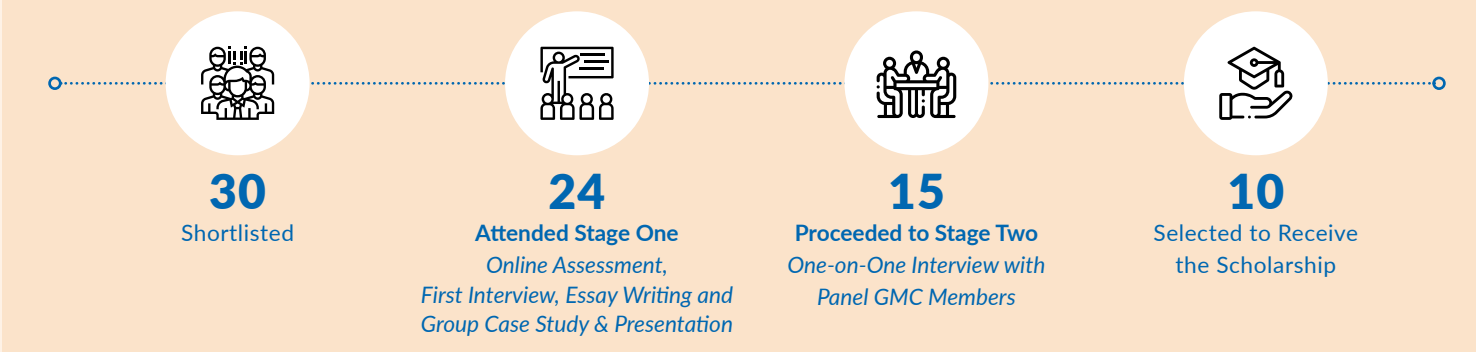 30
Shortlisted
24
Attended Stage One
Online Assessment,
First Interview, Essay Writing and
Group Case Study & Presentation
15
Proceeded to Stage Two
One-on-One Interview with
Panel GMC Members
10
Selected to Receive
the Scholarship